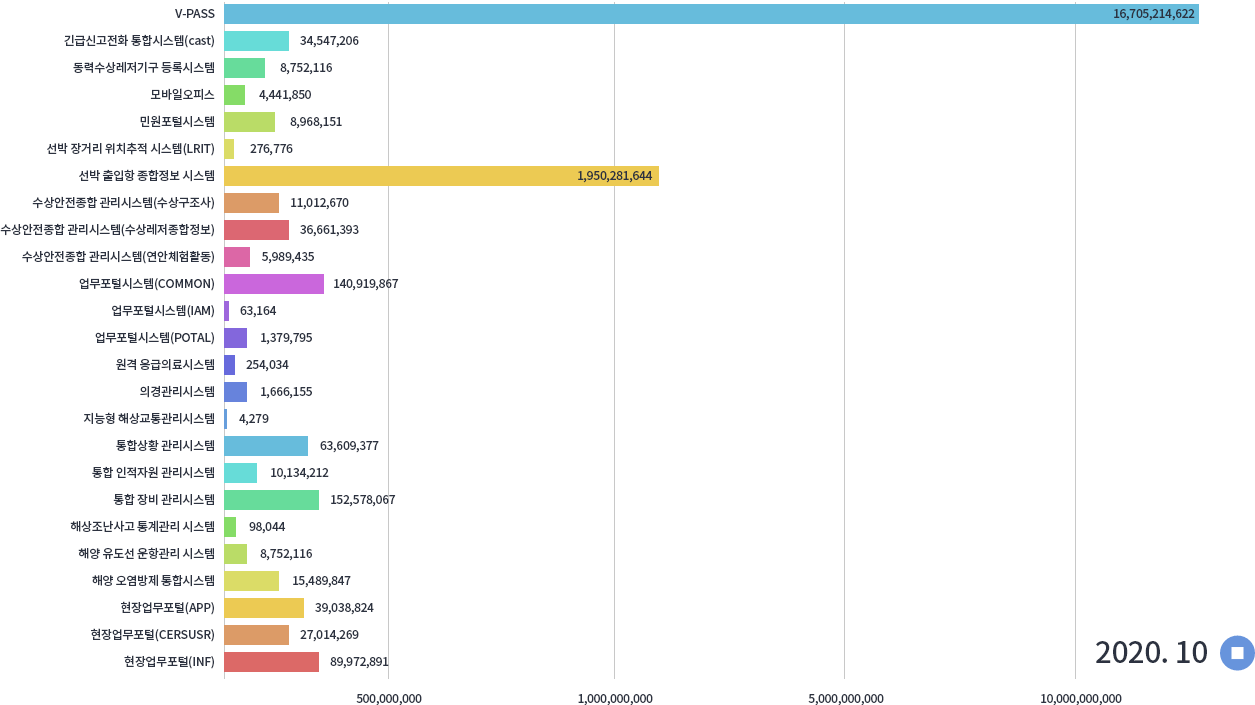 V-PASS 16,705,214,622
긴급신고전화 통합시스템(cast) 34,547,206
동력수상레저기구 등록시스템 8,752,116
모바일오피스 4,441,850
민원포털시스템 8,968,151
선박 장거리 위치추적 시스템(LRIT) 276,776
선박 출입항 종합정보 시스템 1,950,281,644
수상안전종합 관리시스템(수상구조사) 11,012,670
수상안전종합 관리시스템(수상레저종합정보) 36,661,393
수상안전종합 관리시스템(연안체험활동) 5,989,435
업무포털시스템(COMMON) 140,919,867
업무포털시스템(IAM) 63,164
업무포털시스템(POTAL) 1,379,795
원격 응급의료시스템 254,034
의경관리시스템 1,666,155
지능형 해상교통관리시스템 4,279
통합상황 관리시스템 63,609,377
통합 인적자원 관리시스템 10,134,212
통합 장비 관리시스템 152,578,067
해상조난사고 통계관리 시스템 98,044
해양 유도선 운항관리 시스템 8,752,116
해양 오염방제 통합시스템 15,489,847
현장업무포털(APP) 39,038,824
현장업무포털(CERSUSR) 27,014,269
현장업무포털(INF) 89,972,891
2020. 10
500,000,000 1,000,000,000 5,000,000,000 10,000,000,000